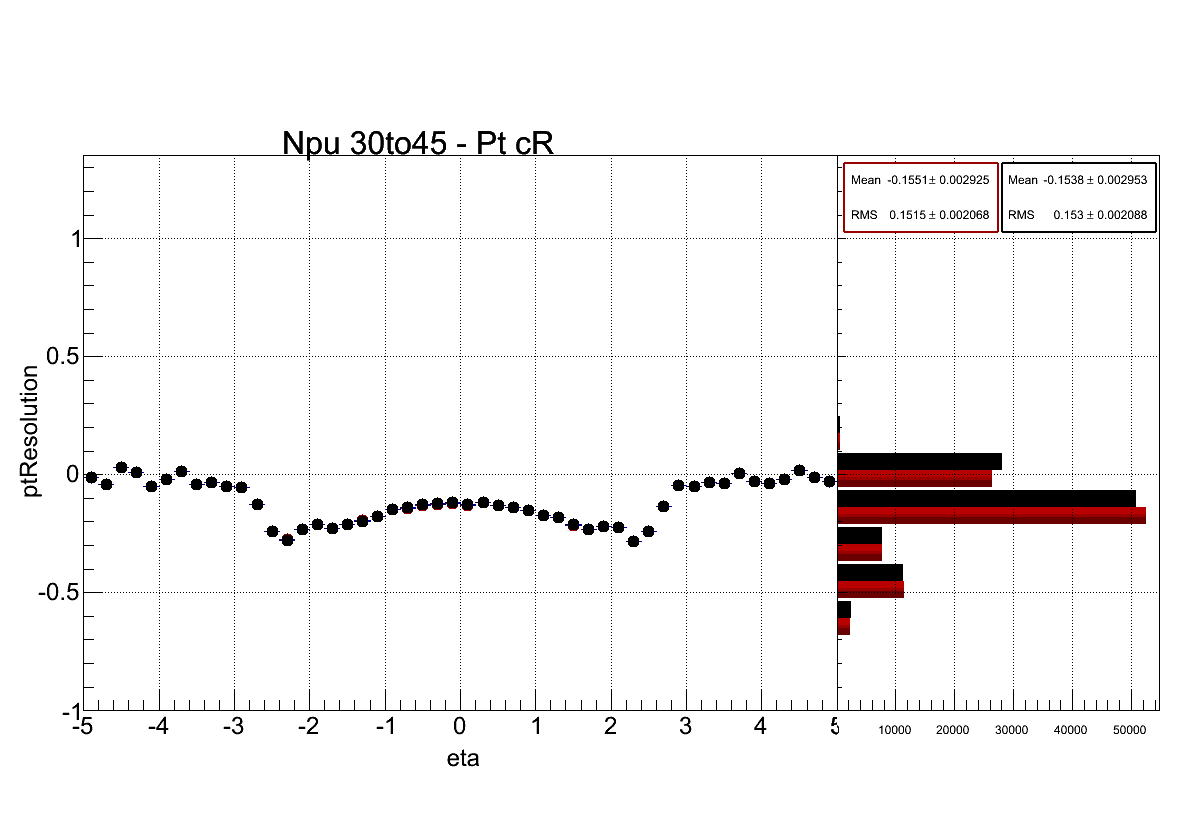 Npu 30to45 - Pt cR
Mean -0.1551± 0.002925
RMS 0.1515 ± 0.002068
Mean -0.1538 ± 0.002953
RMS 0.153 ± 0.002088
ptResolution
1
0.5
0
-0.5
-1
-5 -4 -3 -2 -1 0 1 2 3 4 5
10000 20000 30000 40000 50000
eta